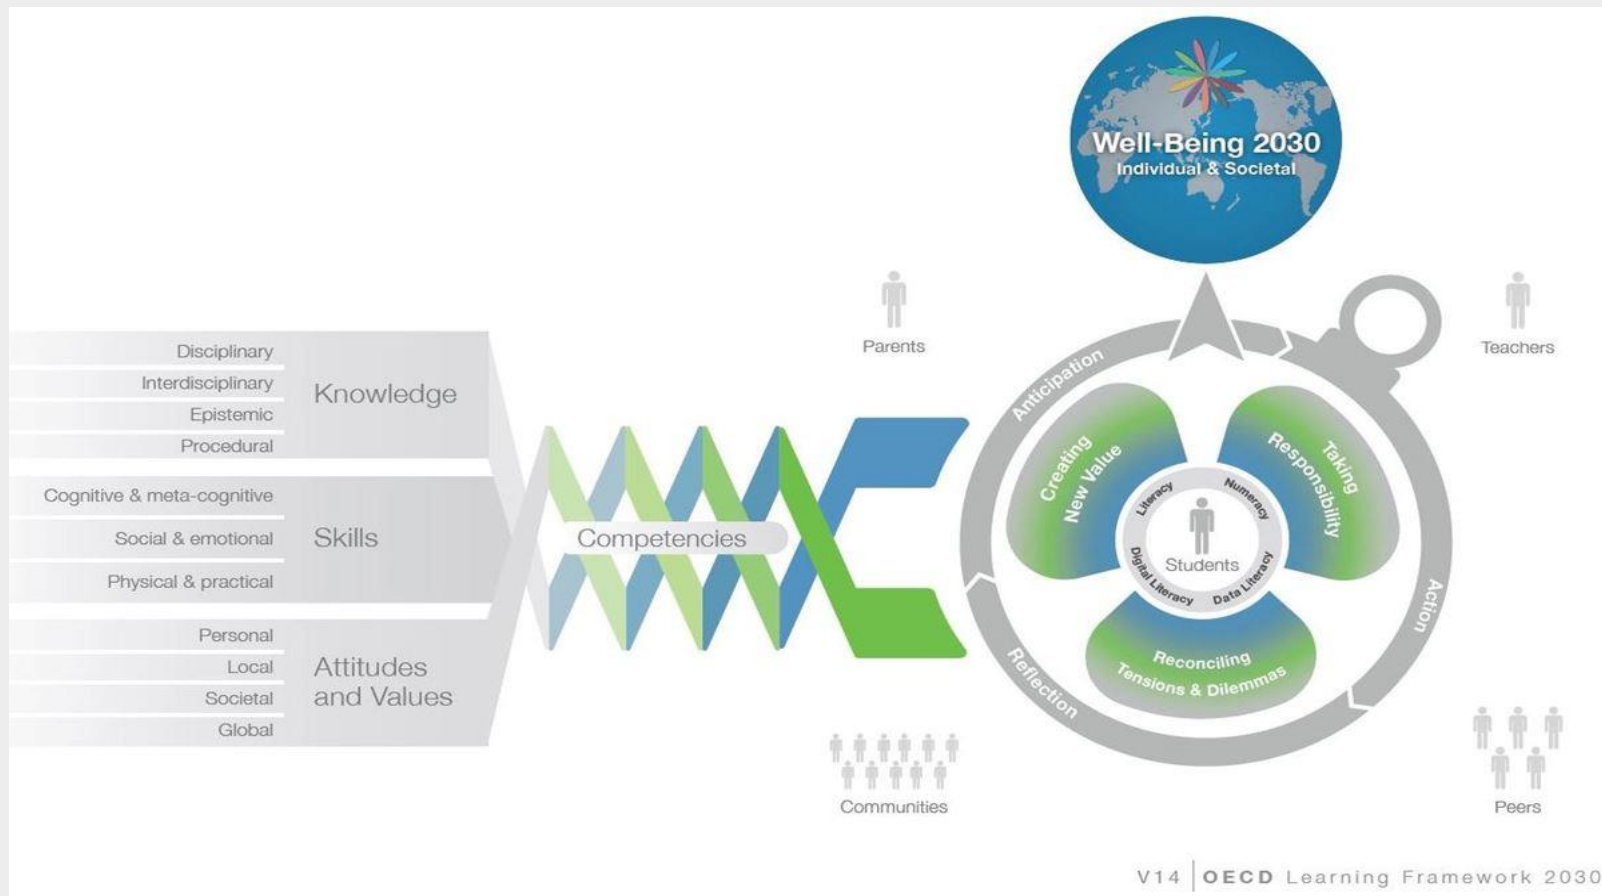 Well-Being 2030
Individual & Societal
Parents
Teachers
Disciplinary
Interdisciplinary
Epistemic
Procedural
Knowledge
Cognitive & meta-cognitive
Social & emotional
Physical & practical
Skills
Personal
Local
Societal
Global
Attitudes
and Values
Competencies
Anticipation
Action
Reflection
Creating
New Value
Taking
Responsibility
Reconciling
Tensions & Dilemmas
Literacy
Numeracy
Data Literacy
Digital Literacy
Students
Communities
Peers
V14 | OECD Learning Framework 2030